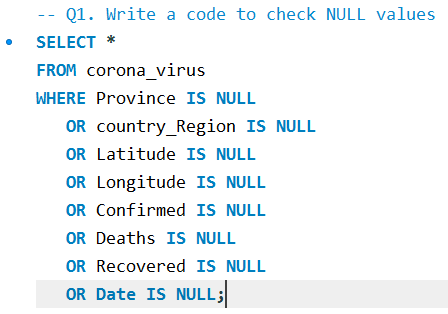 -- Q1. Write a code to check NULL values
SELECT *
FROM corona_virus
WHERE Province IS NULL
OR country_Region IS NULL
OR Latitude IS NULL
OR Longitude IS NULL
OR Confirmed IS NULL
OR Deaths IS NULL
OR Recovered IS NULL
OR Date IS NULL;